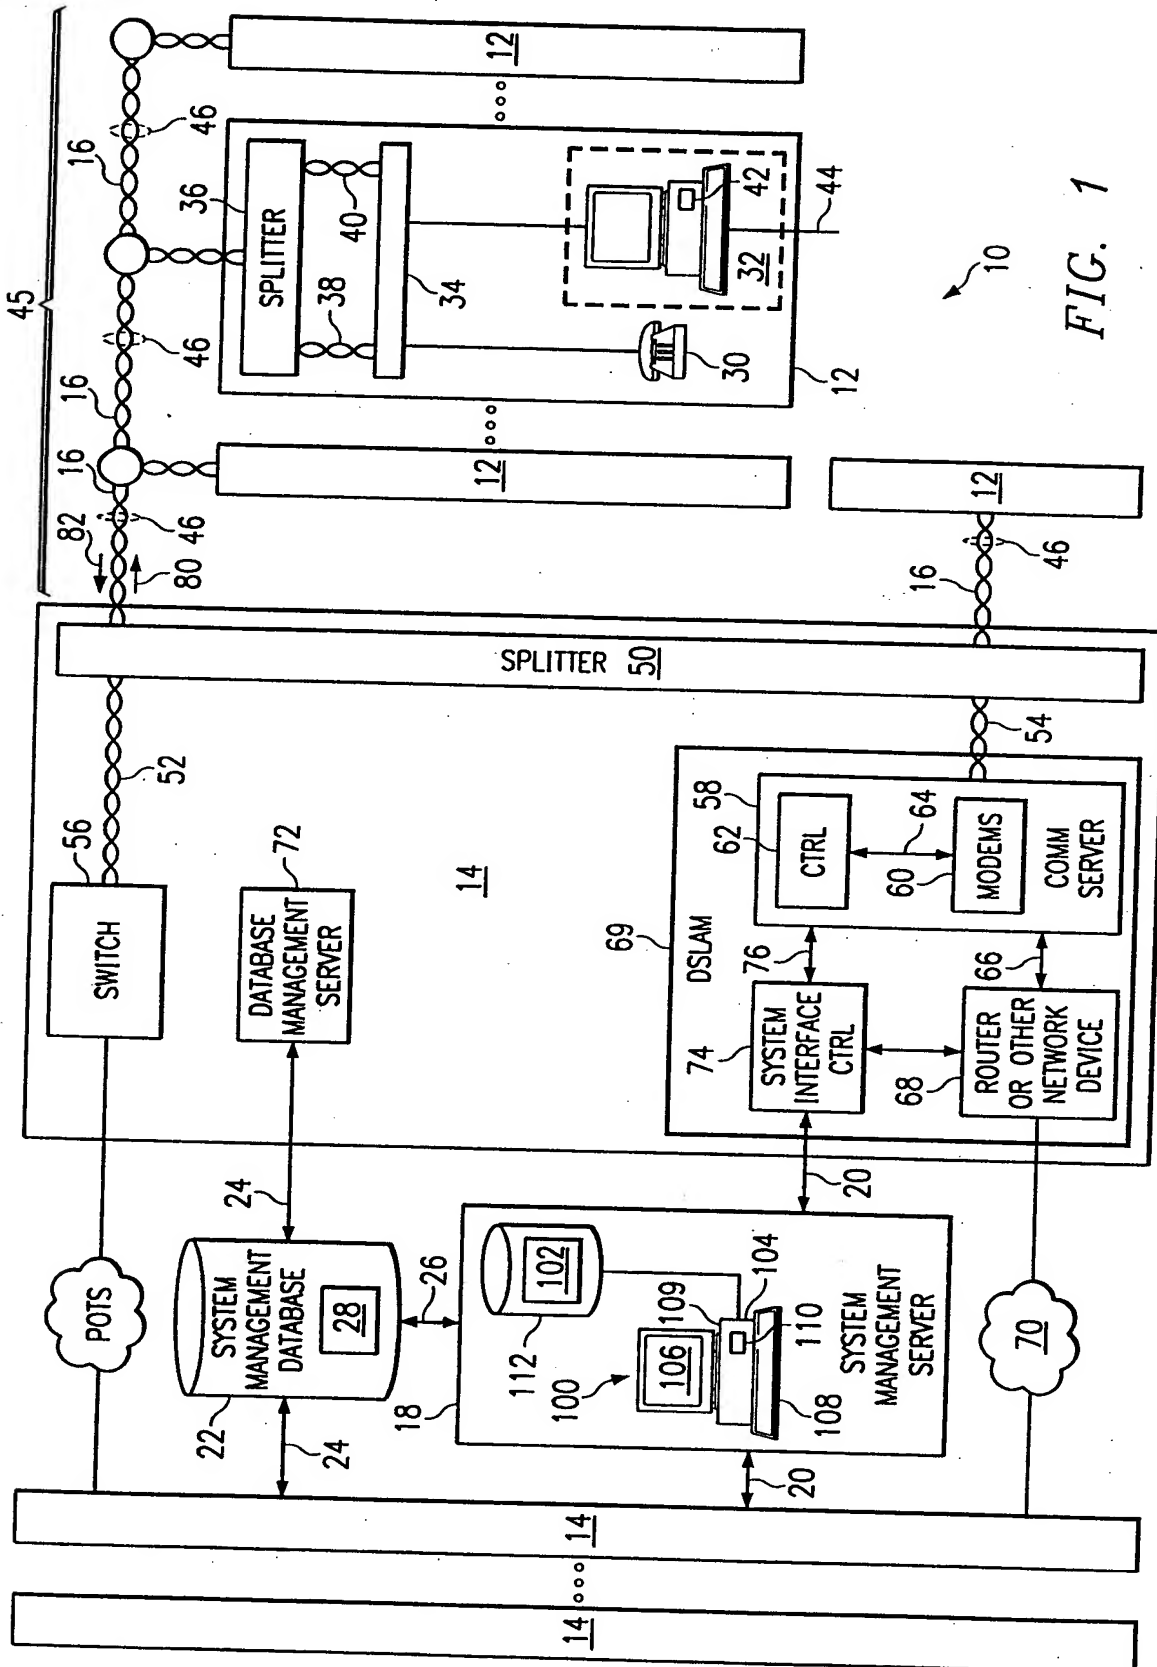 45
16
46
16
46
16
46
82
80
36
SPLITTER
38
40
34
30
32
42
44
12
12
12
12
16
46
10
FIG. 1
SPLITTER 50
52
54
56
SWITCH
72
DATABASE
MANAGEMENT
SERVER
14
69
DSLAM
58
62
CTRL
64
60
MODEMS
COMM
SERVER
76
66
74
SYSTEM
INTERFACE
CTRL
68
ROUTER
OR OTHER
NETWORK
DEVICE
POTS
24
SYSTEM
MANAGEMENT
DATABASE
28
22
24
26
20
18
102
112
100
106
109
104
110
108
SYSTEM
MANAGEMENT
SERVER
20
70
14
14